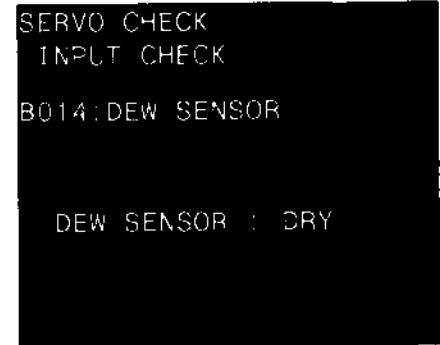 SERVO CHECK
INPUT CHECK
B014:DEW SENSOR
DEW SENSOR : DRY